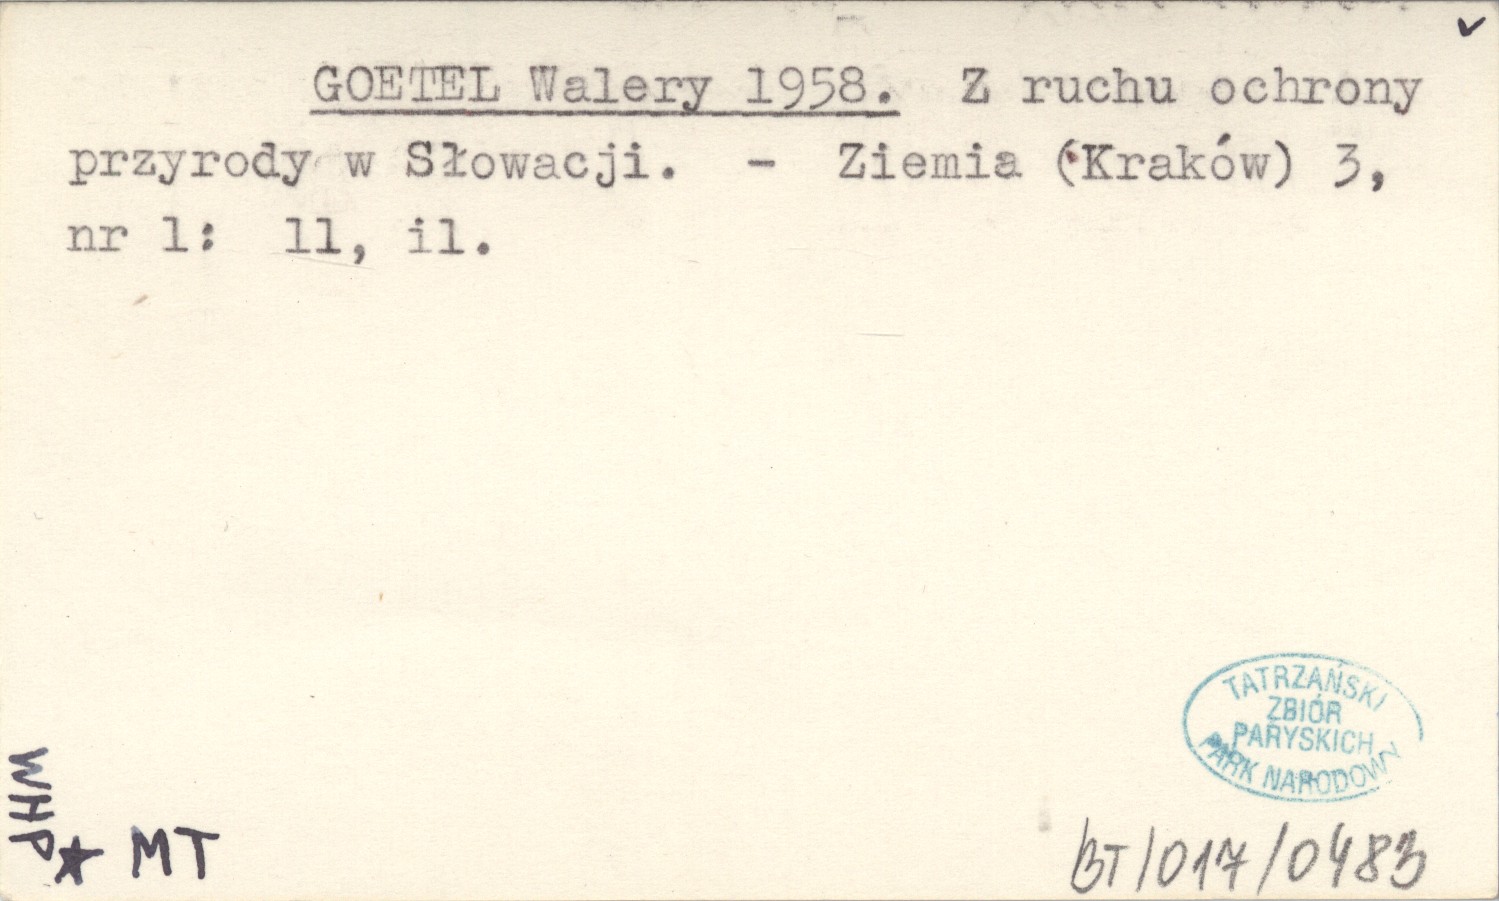 GOETEL Walery 1958. Z ruchu ochrony
przyrody w Słowacji. - Ziemia (Kraków) 3,
nr 1: 11, il.
TATRZAŃSKI
ZBIÓR
PARYSKICH
PARK NARODOWY
WHP
★ MT
BT/017/0483